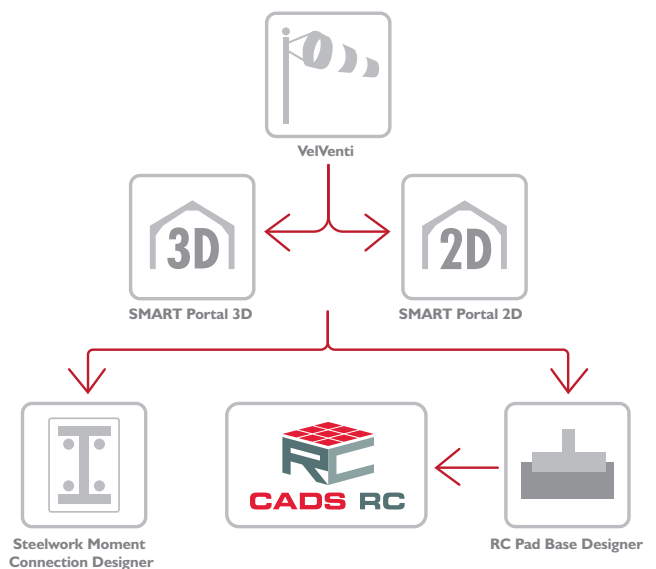 VelVenti
3D
2D
SMART Portal 3D
SMART Portal 2D
RC
CADS RC
Steelwork Moment
Connection Designer
RC Pad Base Designer